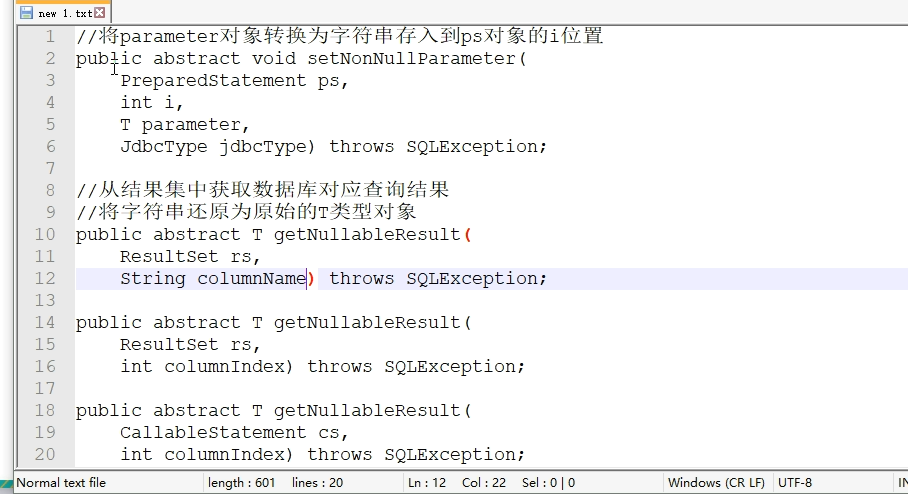 new 1.txt
1 //将parameter对象转换为字符串存入到ps对象的i位置
2 public abstract void setNonNullParameter(
3 PreparedStatement ps,
4 int i,
5 T parameter,
6 JdbcType jdbcType) throws SQLException;
7
8 //从结果集中获取数据库对应查询结果
9 //将字符串还原为原始的T类型对象
10 public abstract T getNullableResult(
11 ResultSet rs,
12 String columnName) throws SQLException;
13
14 public abstract T getNullableResult(
15 ResultSet rs,
16 int columnIndex) throws SQLException;
17
18 public abstract T getNullableResult(
19 CallableStatement cs,
20 int columnIndex) throws SQLException;
Normal text file length : 601 lines : 20 Ln : 12 Col : 22 Sel : 0 | 0 Windows (CR LF) UTF-8 IN